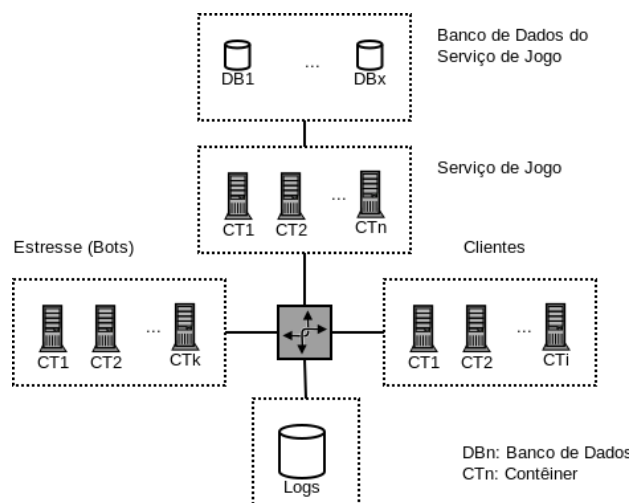 Banco de Dados do
Serviço de Jogo
DB1 ... DBx
Serviço de Jogo
CT1 CT2 ... CTn
Estresse (Bots)
Clientes
CT1 CT2 ... CTk
CT1 CT2 ... CTi
Logs
DBn: Banco de Dados
CTn: Contêiner